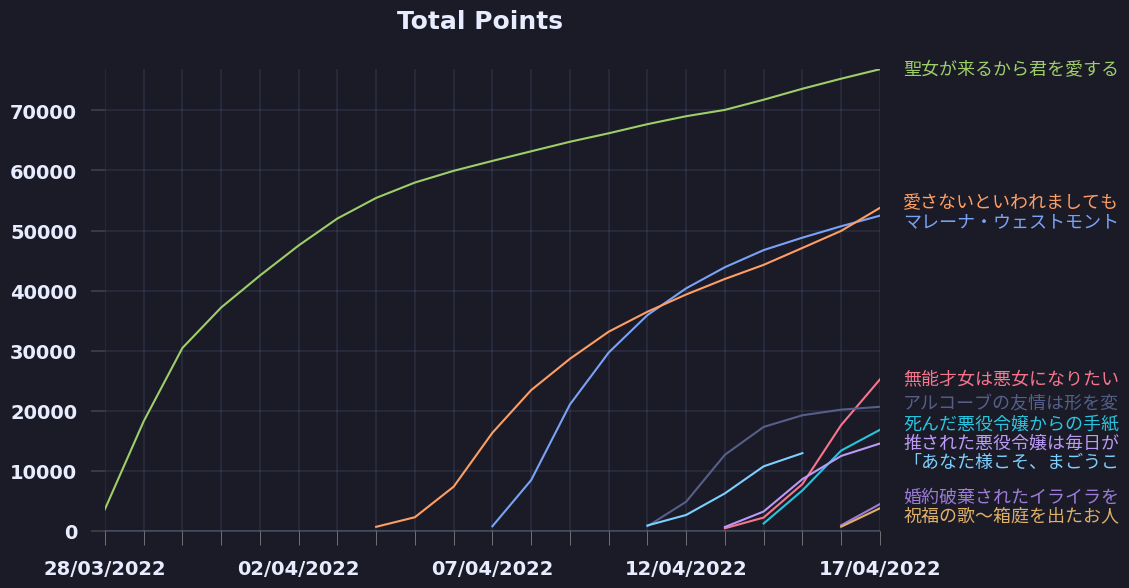 Total Points
聖女が来るから君を愛する
70000
60000
愛さないといわれましても
50000
マレーナ・ウェストモント
40000
30000
無能才女は悪女になりたい
20000
アルコーブの友情は形を変
死んだ悪役令嬢からの手紙
推された悪役令嬢は毎日が
10000
「あなた様こそ、まごうこ
婚約破棄されたイライラを
祝福の歌〜箱庭を出たお人
0
28/03/2022
02/04/2022
07/04/2022
12/04/2022
17/04/2022